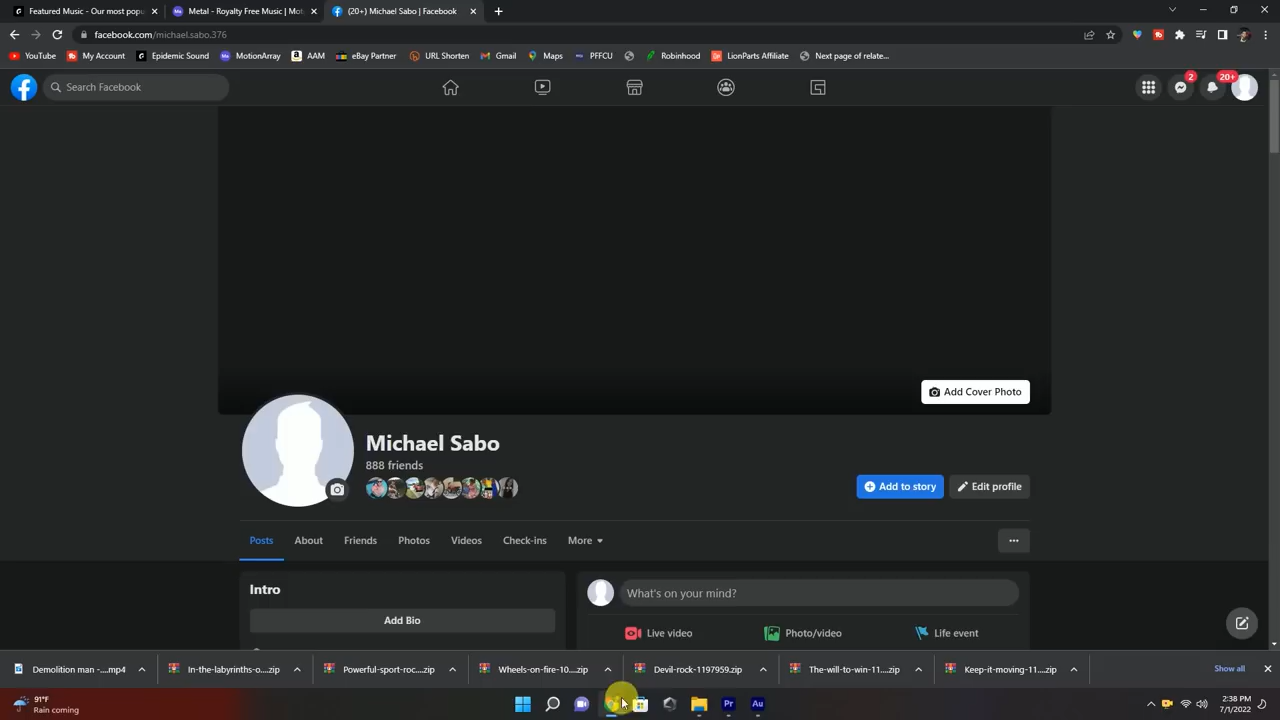 Featured Music - Our most popu
Metal - Royalty Free Music | Mot
(20+) Michael Sabo | Facebook
facebook.com/michael.sabo.376
YouTube
My Account
Epidemic Sound
MotionArray
AAM
eBay Partner
URL Shorten
Gmail
Maps
PFFCU
Robinhood
LionParts Affiliate
Next page of relate...
Search Facebook
2
20+
Add Cover Photo
Michael Sabo
888 friends
Add to story
Edit profile
Posts
About
Friends
Photos
Videos
Check-ins
More
Intro
What's on your mind?
Add Bio
Live video
Photo/video
Life event
Demolition man -....mp4
In-the-labyrinths-o....zip
Powerful-sport-roc....zip
Wheels-on-fire-10....zip
Devil-rock-1197959.zip
The-will-to-win-11....zip
Keep-it-moving-11....zip
Show all
91°F
Rain coming
Pr
Au
2:38 PM
7/1/2022